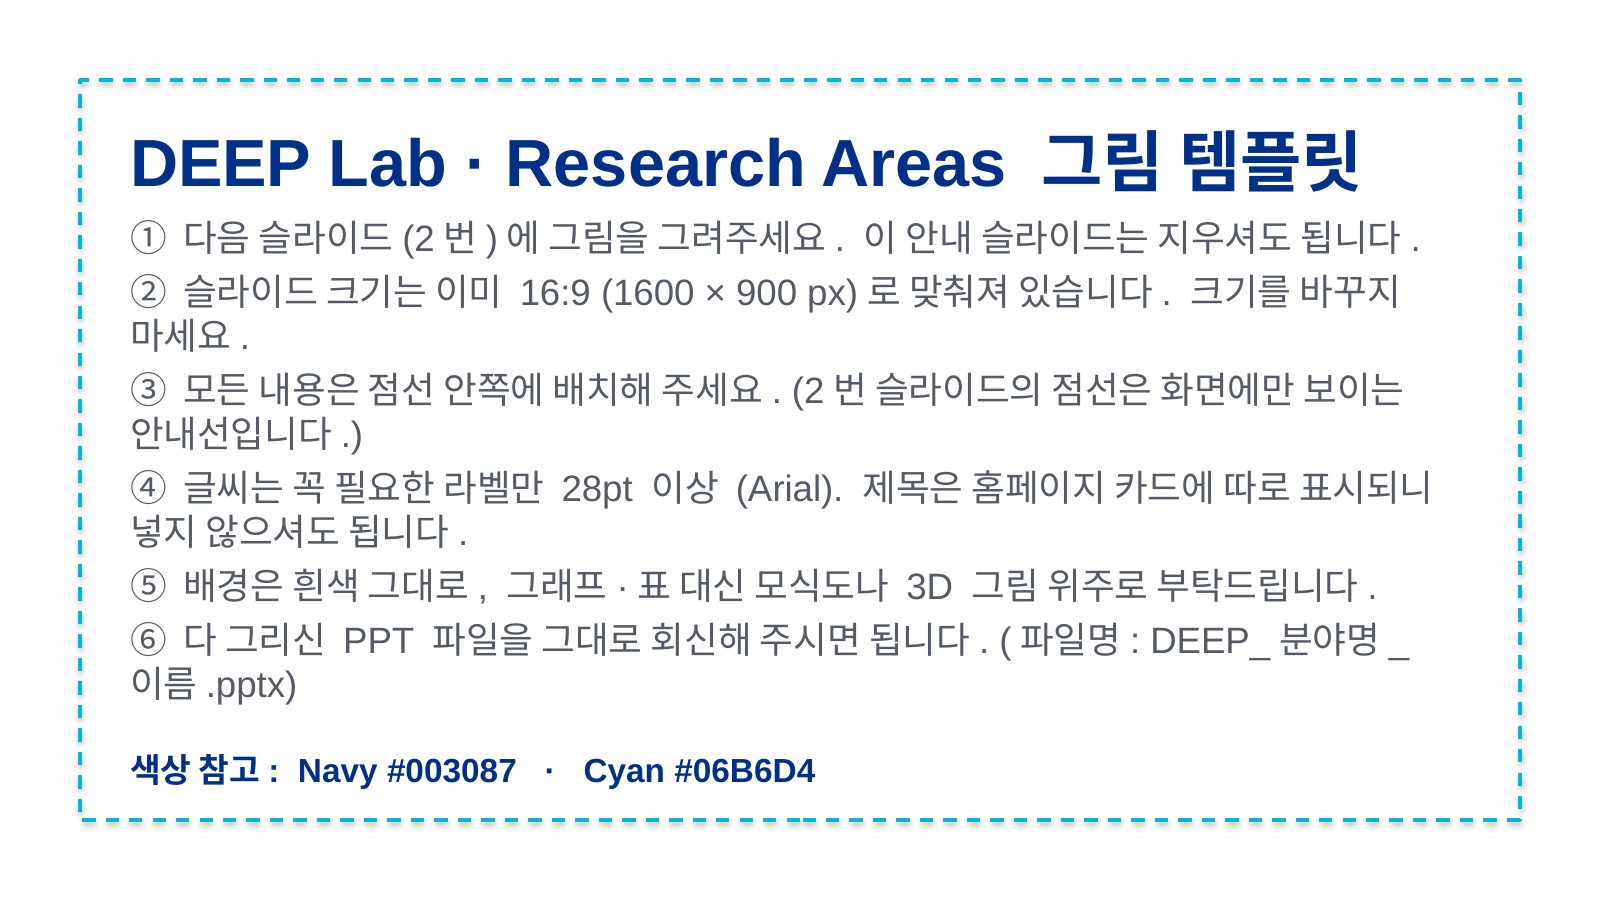 DEEP Lab · Research Areas 그림 템플릿
① 다음 슬라이드 (2 번 ) 에 그림을 그려주세요 . 이 안내 슬라이드는 지우셔도 됩니다 .
② 슬라이드 크기는 이미 16:9 (1600 × 900 px) 로 맞춰져 있습니다 . 크기를 바꾸지
마세요 .
③ 모든 내용은 점선 안쪽에 배치해 주세요 . (2 번 슬라이드의 점선은 화면에만 보이는
안내선입니다 .)
④ 글씨는 꼭 필요한 라벨만 28pt 이상 (Arial). 제목은 홈페이지 카드에 따로 표시되니
넣지 않으셔도 됩니다 .
⑤ 배경은 흰색 그대로 , 그래프 · 표 대신 모식도나 3D 그림 위주로 부탁드립니다 .
⑥ 다 그리신 PPT 파일을 그대로 회신해 주시면 됩니다 . ( 파일명 : DEEP_ 분야명 _
이름 .pptx)
색상 참고 : Navy #003087 · Cyan #06B6D4